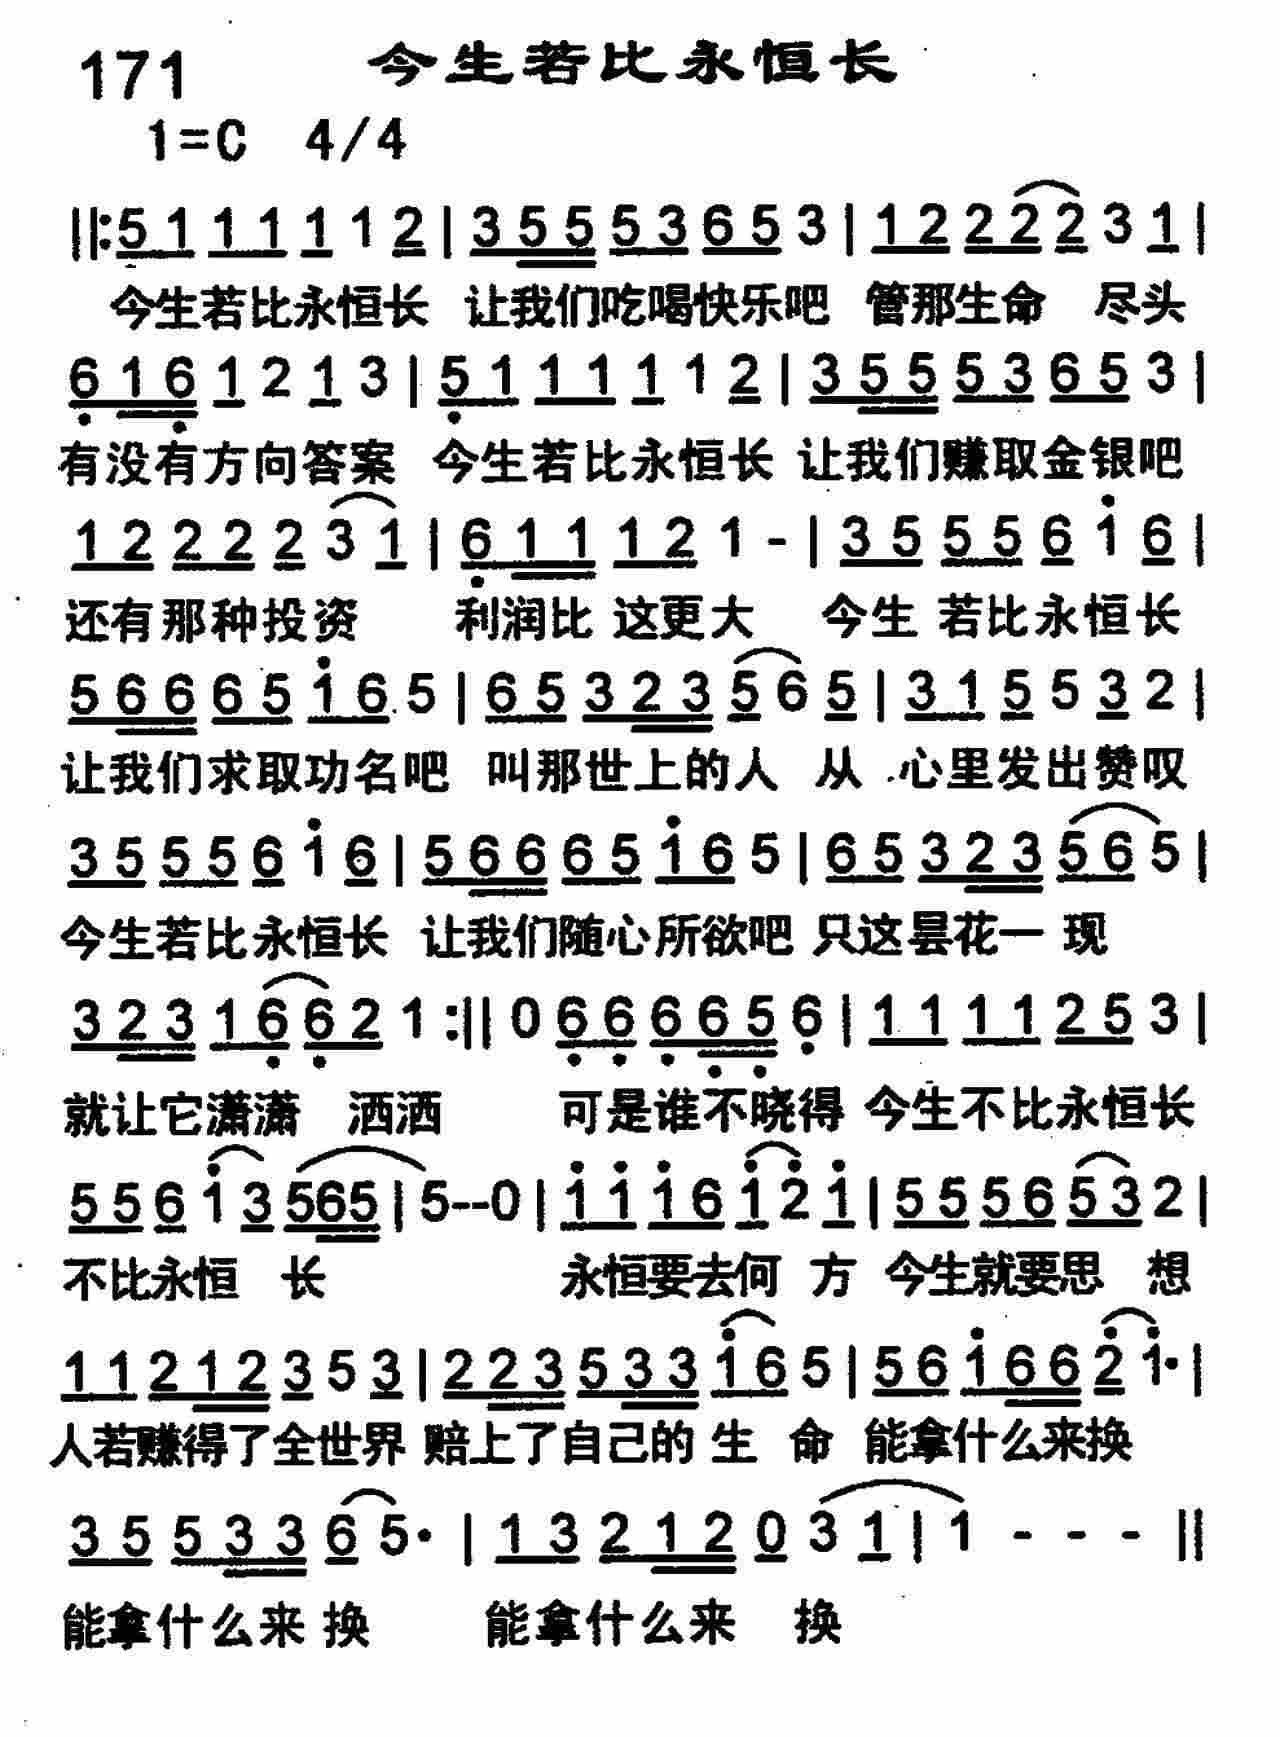 171 今生若比永恒长
1=C 4/4
||:5 1 1 1 1 1 2 | 3 5 5 5 3 6 5 3 | 1 2 2 2 2 3 1 |
今生若比永恒长 让我们吃喝快乐吧 管那生命 尽头
6 1 6 1 2 1 3 | 5 1 1 1 1 1 2 | 3 5 5 5 3 6 5 3 |
有没有方向答案 今生若比永恒长 让我们赚取金银吧
1 2 2 2 2 3 1 | 6 1 1 1 2 1 - | 3 5 5 5 6 1 6 |
还有那种投资 利润比 这更大 今生 若比永恒长
5 6 6 6 5 1 6 5 | 6 5 3 2 3 5 6 5 | 3 1 5 5 3 2 |
让我们求取功名吧 叫那世上的人 从 心里发出赞叹
3 5 5 5 6 1 6 | 5 6 6 6 5 1 6 5 | 6 5 3 2 3 5 6 5 |
今生若比永恒长 让我们随心所欲吧 只这昙花一 现
3 2 3 1 6 6 2 1 :|| 0 6 6 6 6 5 6 | 1 1 1 1 2 5 3 |
就让它潇潇 洒洒 可是谁不晓得 今生不比永恒长
5 5 6 1 3 5 6 5 | 5 - - 0 | 1 1 1 6 1 2 1 | 5 5 5 6 5 3 2 |
不比永恒 长 永恒要去何 方 今生就要思 想
1 1 2 1 2 3 5 3 | 2 2 3 5 3 3 1 6 5 | 5 6 1 6 6 2 1· |
人若赚得了全世界 赔上了自己的 生 命 能拿什么来换
3 5 5 3 3 6 5· | 1 3 2 1 2 0 3 1 | 1 - - - ||
能拿什么来 换 能拿什么来 换